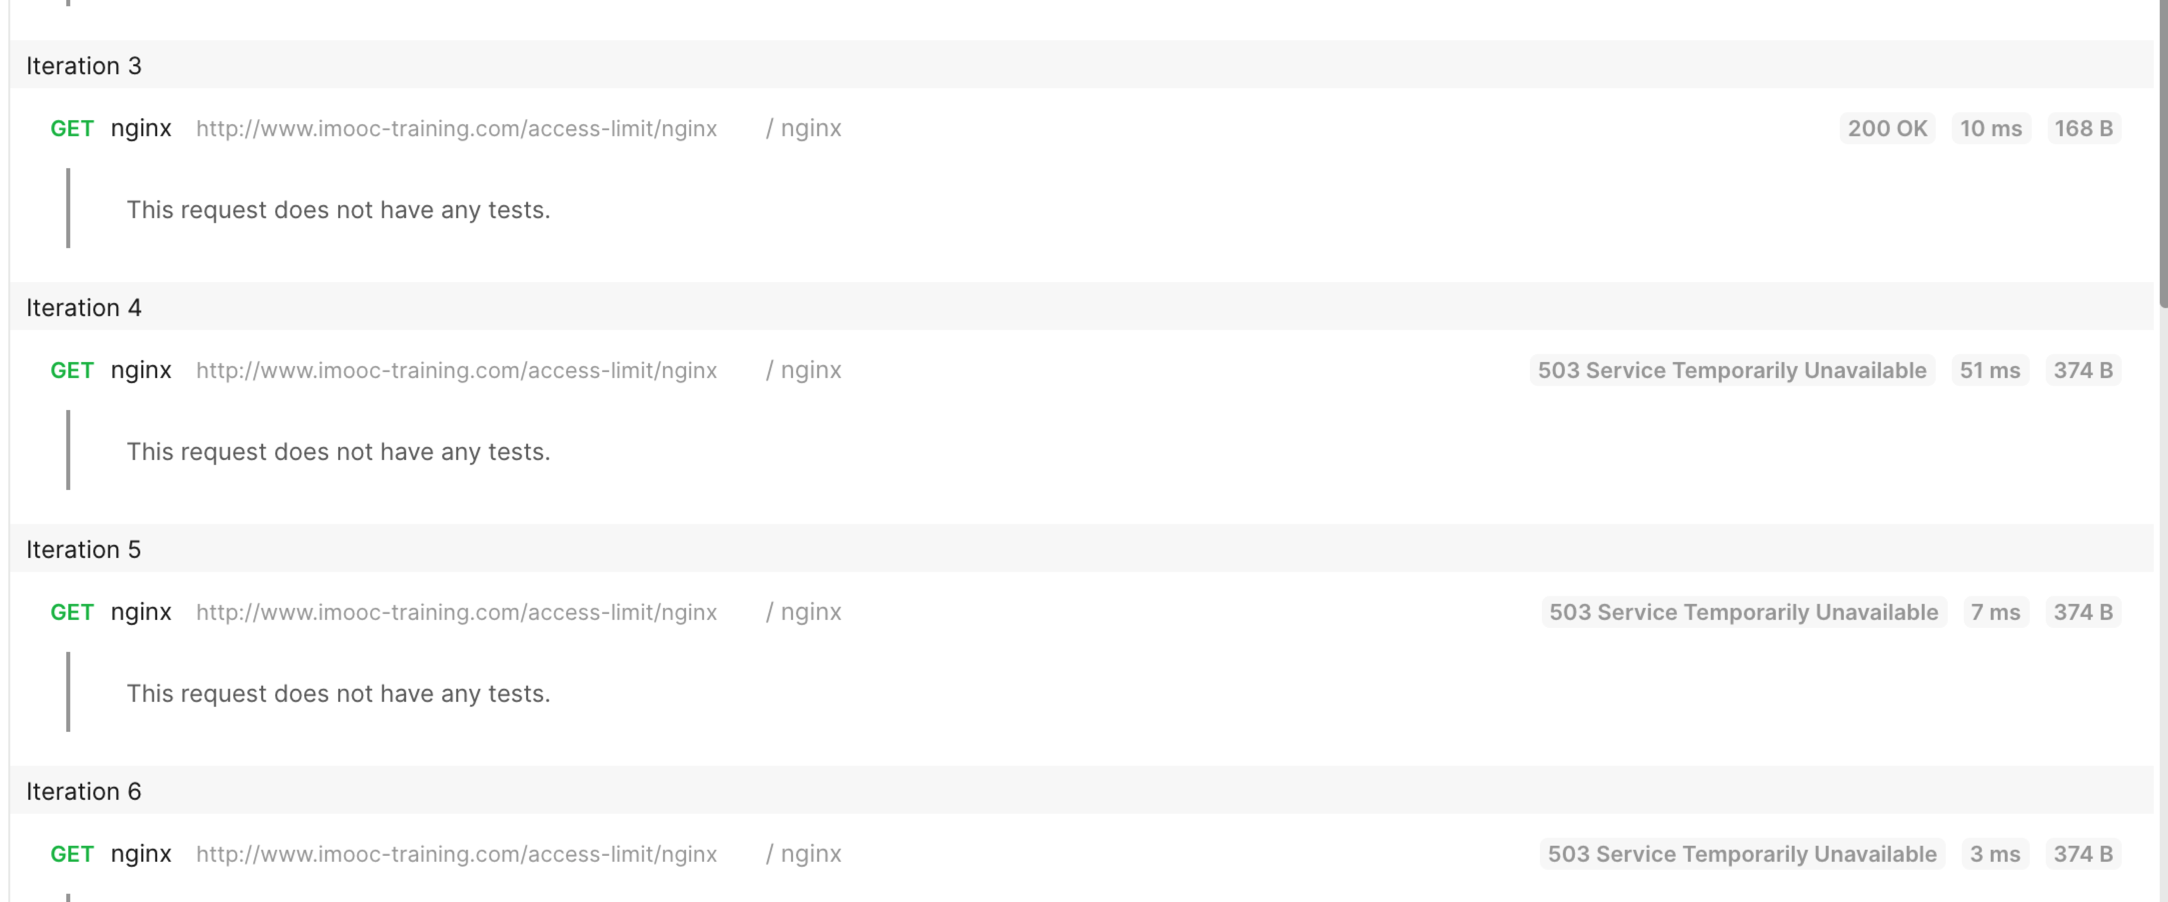 Iteration 3
GET nginx http://www.imooc-training.com/access-limit/nginx / nginx 200 OK 10 ms 168 B
This request does not have any tests.
Iteration 4
GET nginx http://www.imooc-training.com/access-limit/nginx / nginx 503 Service Temporarily Unavailable 51 ms 374 B
This request does not have any tests.
Iteration 5
GET nginx http://www.imooc-training.com/access-limit/nginx / nginx 503 Service Temporarily Unavailable 7 ms 374 B
This request does not have any tests.
Iteration 6
GET nginx http://www.imooc-training.com/access-limit/nginx / nginx 503 Service Temporarily Unavailable 3 ms 374 B